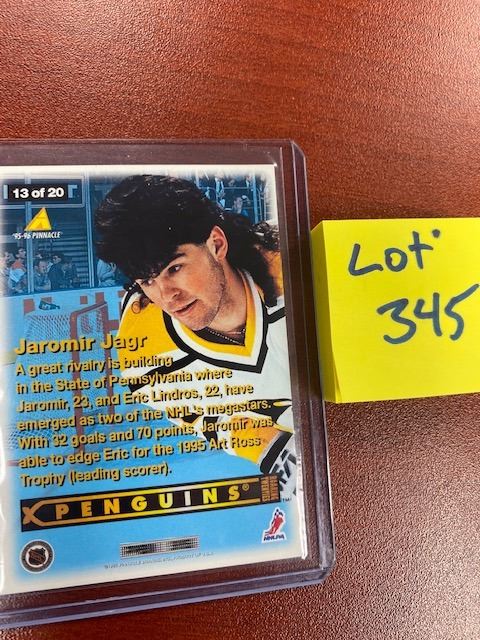 13 of 20
'95-'96 PINNACLE
Jaromir Jagr
A great rivalry is building
in the State of Pennsylvania where
Jaromir, 23, and Eric Lindros, 22, have
emerged as two of the NHL's megastars.
With 32 goals and 70 points, Jaromir was
able to edge Eric for the 1995 Art Ross
Trophy (leading scorer).
PENGUINS
NHLPA
Lot
345